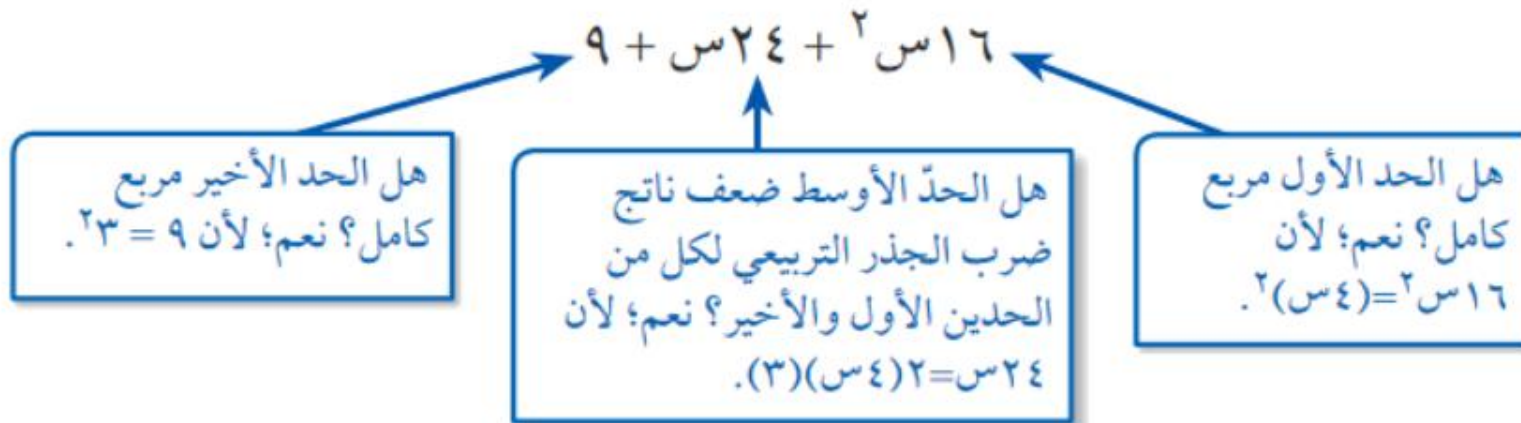 ١٦س٢ + ٢٤س + ٩
هل الحد الأول مربع
كامل؟ نعم؛ لأن
١٦س٢=(٤س)٢.
هل الحدّ الأوسط ضعف ناتج
ضرب الجذر التربيعي لكل من
الحدين الأول والأخير؟ نعم؛ لأن
٢٤س=٢(٤س)(٣).
هل الحد الأخير مربع
كامل؟ نعم؛ لأن ٩ = ٣٢.